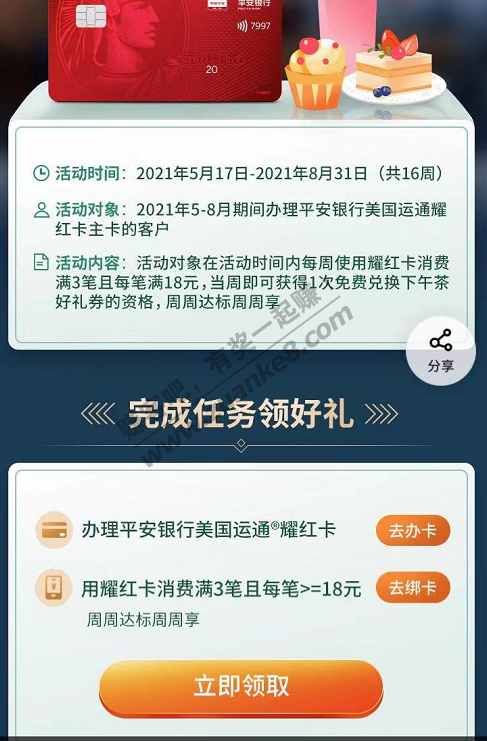 平安银行
7997
20
活动时间：2021年5月17日-2021年8月31日（共16周）
活动对象：2021年5-8月期间办理平安银行美国运通耀
红卡主卡的客户
活动内容：活动对象在活动时间内每周使用耀红卡消费
满3笔且每笔满18元，当周即可获得1次免费兑换下午茶
好礼券的资格，周周达标周周享
分享
完成任务领好礼
办理平安银行美国运通®耀红卡
去办卡
用耀红卡消费满3笔且每笔>=18元
去绑卡
周周达标周周享
立即领取